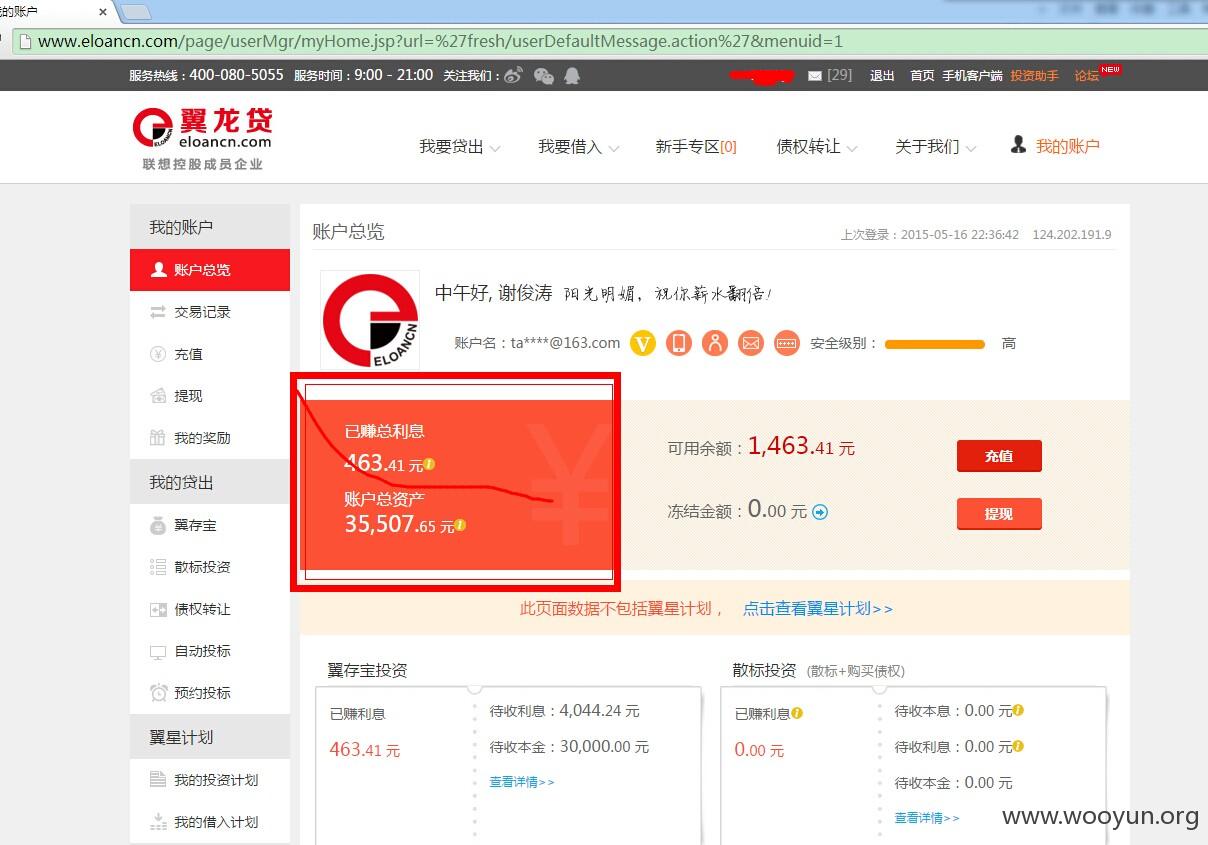 的账户
www.eloancn.com/page/userMgr/myHome.jsp?url=%27fresh/userDefaultMessage.action%27&menuid=1
服务热线：400-080-5055 服务时间：9:00 - 21:00 关注我们：
[29] 退出 首页 手机客户端 投资助手 论坛 NEW
翼龙贷
eloancn.com
联想控股成员企业
我要贷出 我要借入 新手专区[0] 债权转让 关于我们 我的账户
我的账户
账户总览
交易记录
充值
提现
我的奖励
我的贷出
翼存宝
散标投资
债权转让
自动投标
预约投标
翼星计划
我的投资计划
我的借入计划
账户总览
上次登录：2015-05-16 22:36:42 124.202.191.9
ELOANCN
中午好, 谢俊涛 阳光明媚，祝你薪水翻倍！
账户名：ta****@163.com 安全级别： 高
已赚总利息
463.41 元
账户总资产
35,507.65 元
可用余额：1,463.41 元
充值
冻结金额：0.00 元
提现
此页面数据不包括翼星计划， 点击查看翼星计划>>
翼存宝投资
已赚利息
463.41 元
待收利息：4,044.24 元
待收本金：30,000.00 元
查看详情>>
散标投资 (散标+购买债权)
已赚利息
0.00 元
待收本息：0.00 元
待收利息：0.00 元
待收本金：0.00 元
查看详情>>
www.wooyun.org